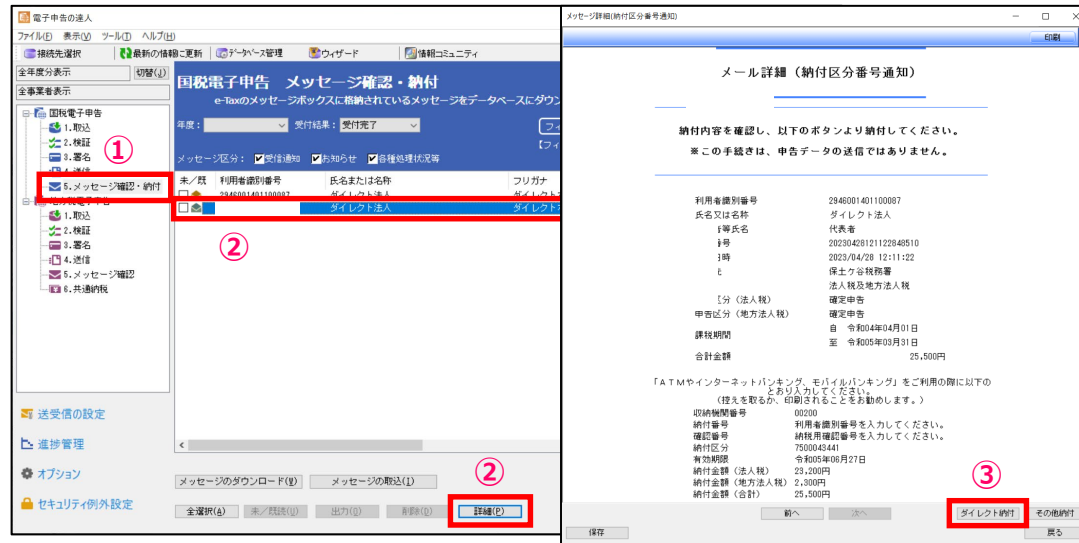 電子申告の達人
ファイル(F) 表示(V) ツール(T) ヘルプ(H)
接続先選択 最新の情報に更新 データベース管理 ウィザード 情報コミュニティ
全年度分表示 切替(J)
全事業者表示
国税電子申告
1.取込
2.検証
3.署名
4.送信
5.メッセージ確認・納付
1.取込
2.検証
3.署名
4.送信
5.メッセージ確認
6.共通納税
①
送受信の設定
進捗管理
オプション
セキュリティ例外設定
国税電子申告 メッセージ確認・納付
e-Taxのメッセージボックスに格納されているメッセージをデータベースにダウン
年度: 受付結果: 受付完了 フィ
【フィ
メッセージ区分: 受信通知 お知らせ 各種処理状況等
未/既 利用者識別番号 氏名または名称 フリガナ
2946001401100087 ダイレクト法人
ダイレクト法人
②
②
メッセージのダウンロード(W) メッセージの取込(I)
全選択(A) 未/既読(U) 出力(O) 削除(D) 詳細(P)
メッセージ詳細(納付区分番号通知)
印刷
メール詳細(納付区分番号通知)
納付内容を確認し、以下のボタンより納付してください。
※この手続きは、申告データの送信ではありません。
利用者識別番号 2946001401100087
氏名又は名称 ダイレクト法人
等氏名 代表者
号 20230428121122848510
時 2023/04/28 12:11:22
保土ケ谷税務署
法人税及地方法人税
区分(法人税) 確定申告
申告区分(地方法人税) 確定申告
課税期間 自 令和04年04月01日
至 令和05年03月31日
合計金額 25,500円
「ATMやインターネットバンキング、モバイルバンキング」をご利用の際に以下の
とおり入力してください。
(控えを取るか、印刷されることをお勧めします。)
収納機関番号 00200
納付番号 利用者識別番号を入力してください。
確認番号 納税用確認番号を入力してください。
納付区分 7500043441
有効期限 令和05年06月27日
納付金額(法人税) 23,200円
納付金額(地方法人税) 2,300円
納付金額(合計) 25,500円
③
前へ 次へ ダイレクト納付 その他納付
保存 戻る